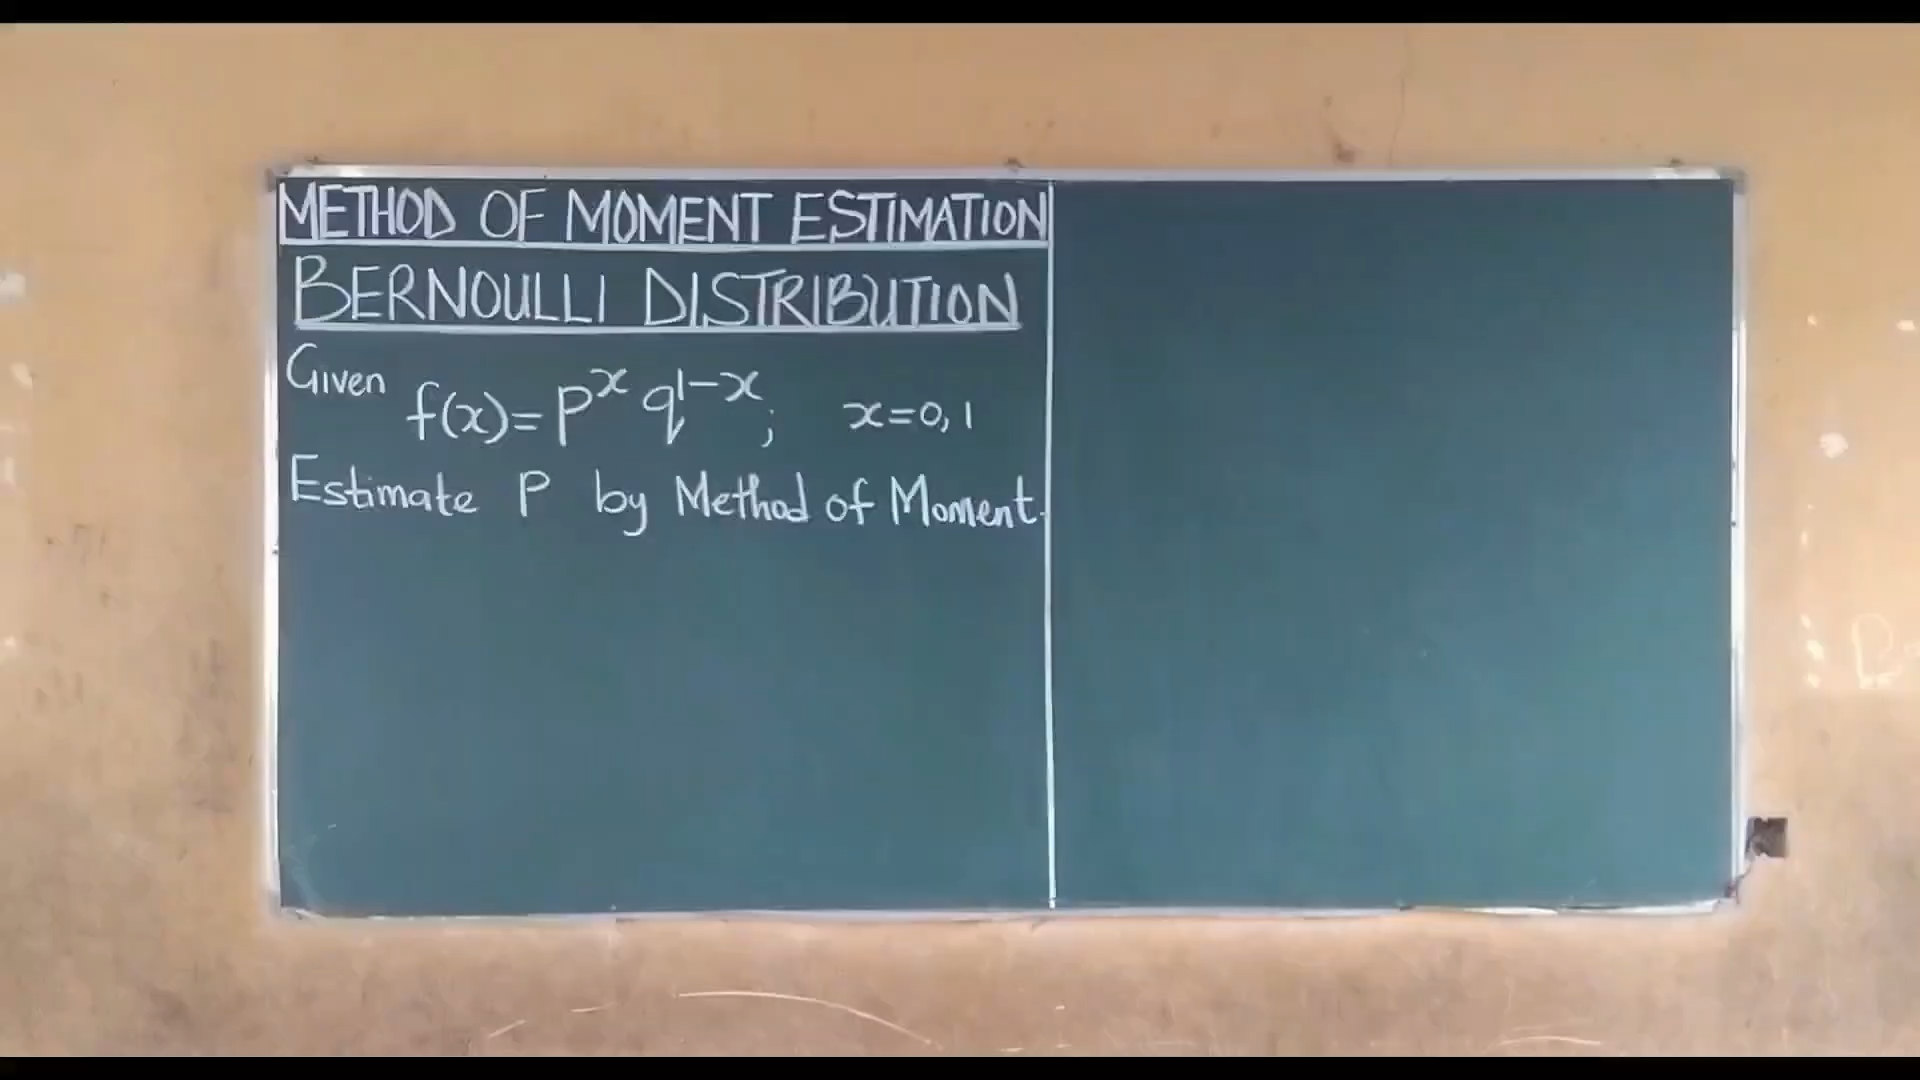 METHOD OF MOMENT ESTIMATION
BERNOULLI DISTRIBUTION
Given f(x)=p^x q^{1-x}; x=0,1
Estimate P by Method of Moment.